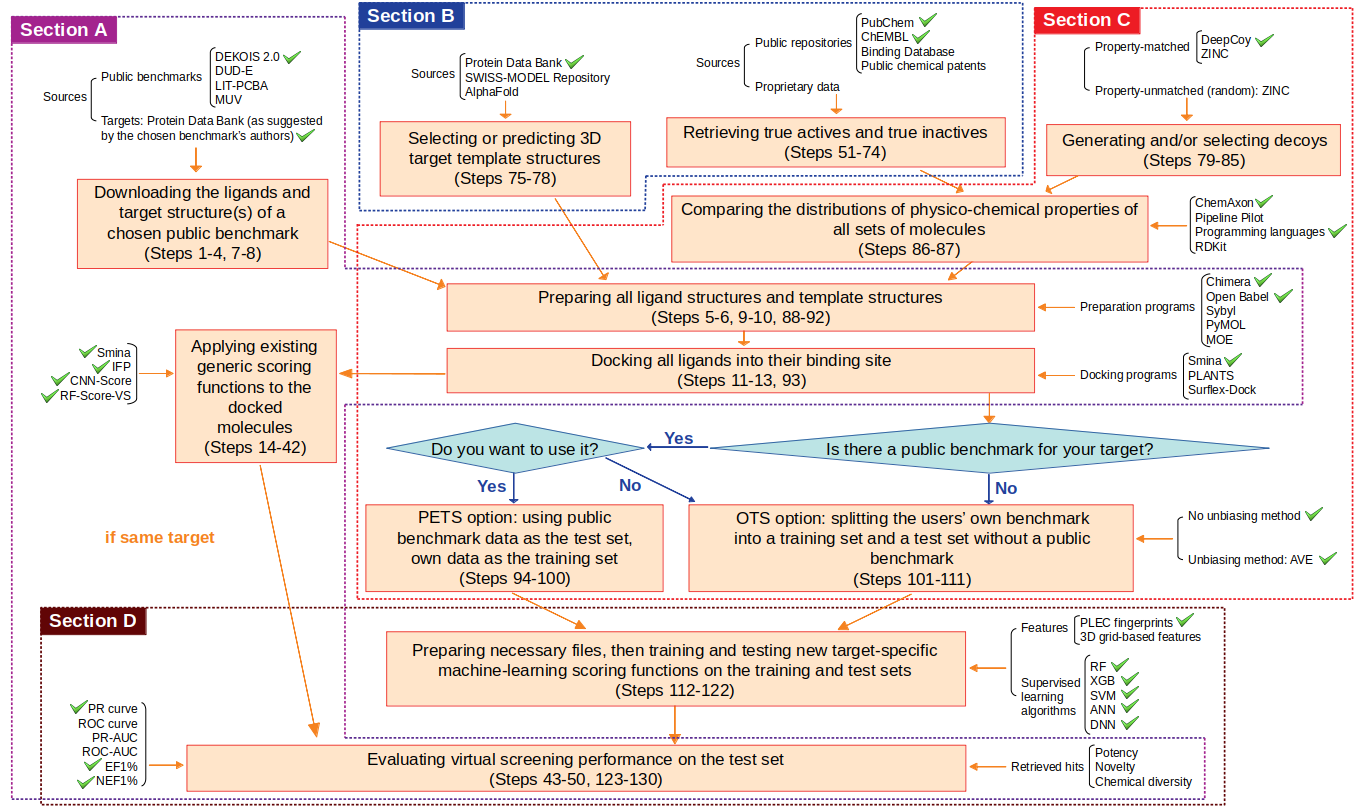 Section A
Sources
Public benchmarks
DEKOIS 2.0
DUD-E
LIT-PCBA
MUV
Targets: Protein Data Bank (as suggested
by the chosen benchmark's authors)
Downloading the ligands and
target structure(s) of a
chosen public benchmark
(Steps 1-4, 7-8)
Section B
Sources
Protein Data Bank
SWISS-MODEL Repository
AlphaFold
Selecting or predicting 3D
target template structures
(Steps 75-78)
Sources
Public repositories
PubChem
ChEMBL
Binding Database
Public chemical patents
Proprietary data
Retrieving true actives and true inactives
(Steps 51-74)
Section C
Property-matched
DeepCoy
ZINC
Property-unmatched (random): ZINC
Generating and/or selecting decoys
(Steps 79-85)
Comparing the distributions of physico-chemical properties of
all sets of molecules
(Steps 86-87)
ChemAxon
Pipeline Pilot
Programming languages
RDKit
Preparing all ligand structures and template structures
(Steps 5-6, 9-10, 88-92)
Preparation programs
Chimera
Open Babel
Sybyl
PyMOL
MOE
Docking all ligands into their binding site
(Steps 11-13, 93)
Docking programs
Smina
PLANTS
Surflex-Dock
Smina
IFP
CNN-Score
RF-Score-VS
Applying existing
generic scoring
functions to the
docked
molecules
(Steps 14-42)
Do you want to use it?
Yes
Is there a public benchmark for your target?
Yes
No
No
PETS option: using public
benchmark data as the test set,
own data as the training set
(Steps 94-100)
OTS option: splitting the users' own benchmark
into a training set and a test set without a public
benchmark
(Steps 101-111)
No unbiasing method
Unbiasing method: AVE
if same target
Section D
Preparing necessary files, then training and testing new target-specific
machine-learning scoring functions on the training and test sets
(Steps 112-122)
Features
PLEC fingerprints
3D grid-based features
Supervised
learning
algorithms
RF
XGB
SVM
ANN
DNN
PR curve
ROC curve
PR-AUC
ROC-AUC
EF1%
NEF1%
Evaluating virtual screening performance on the test set
(Steps 43-50, 123-130)
Retrieved hits
Potency
Novelty
Chemical diversity